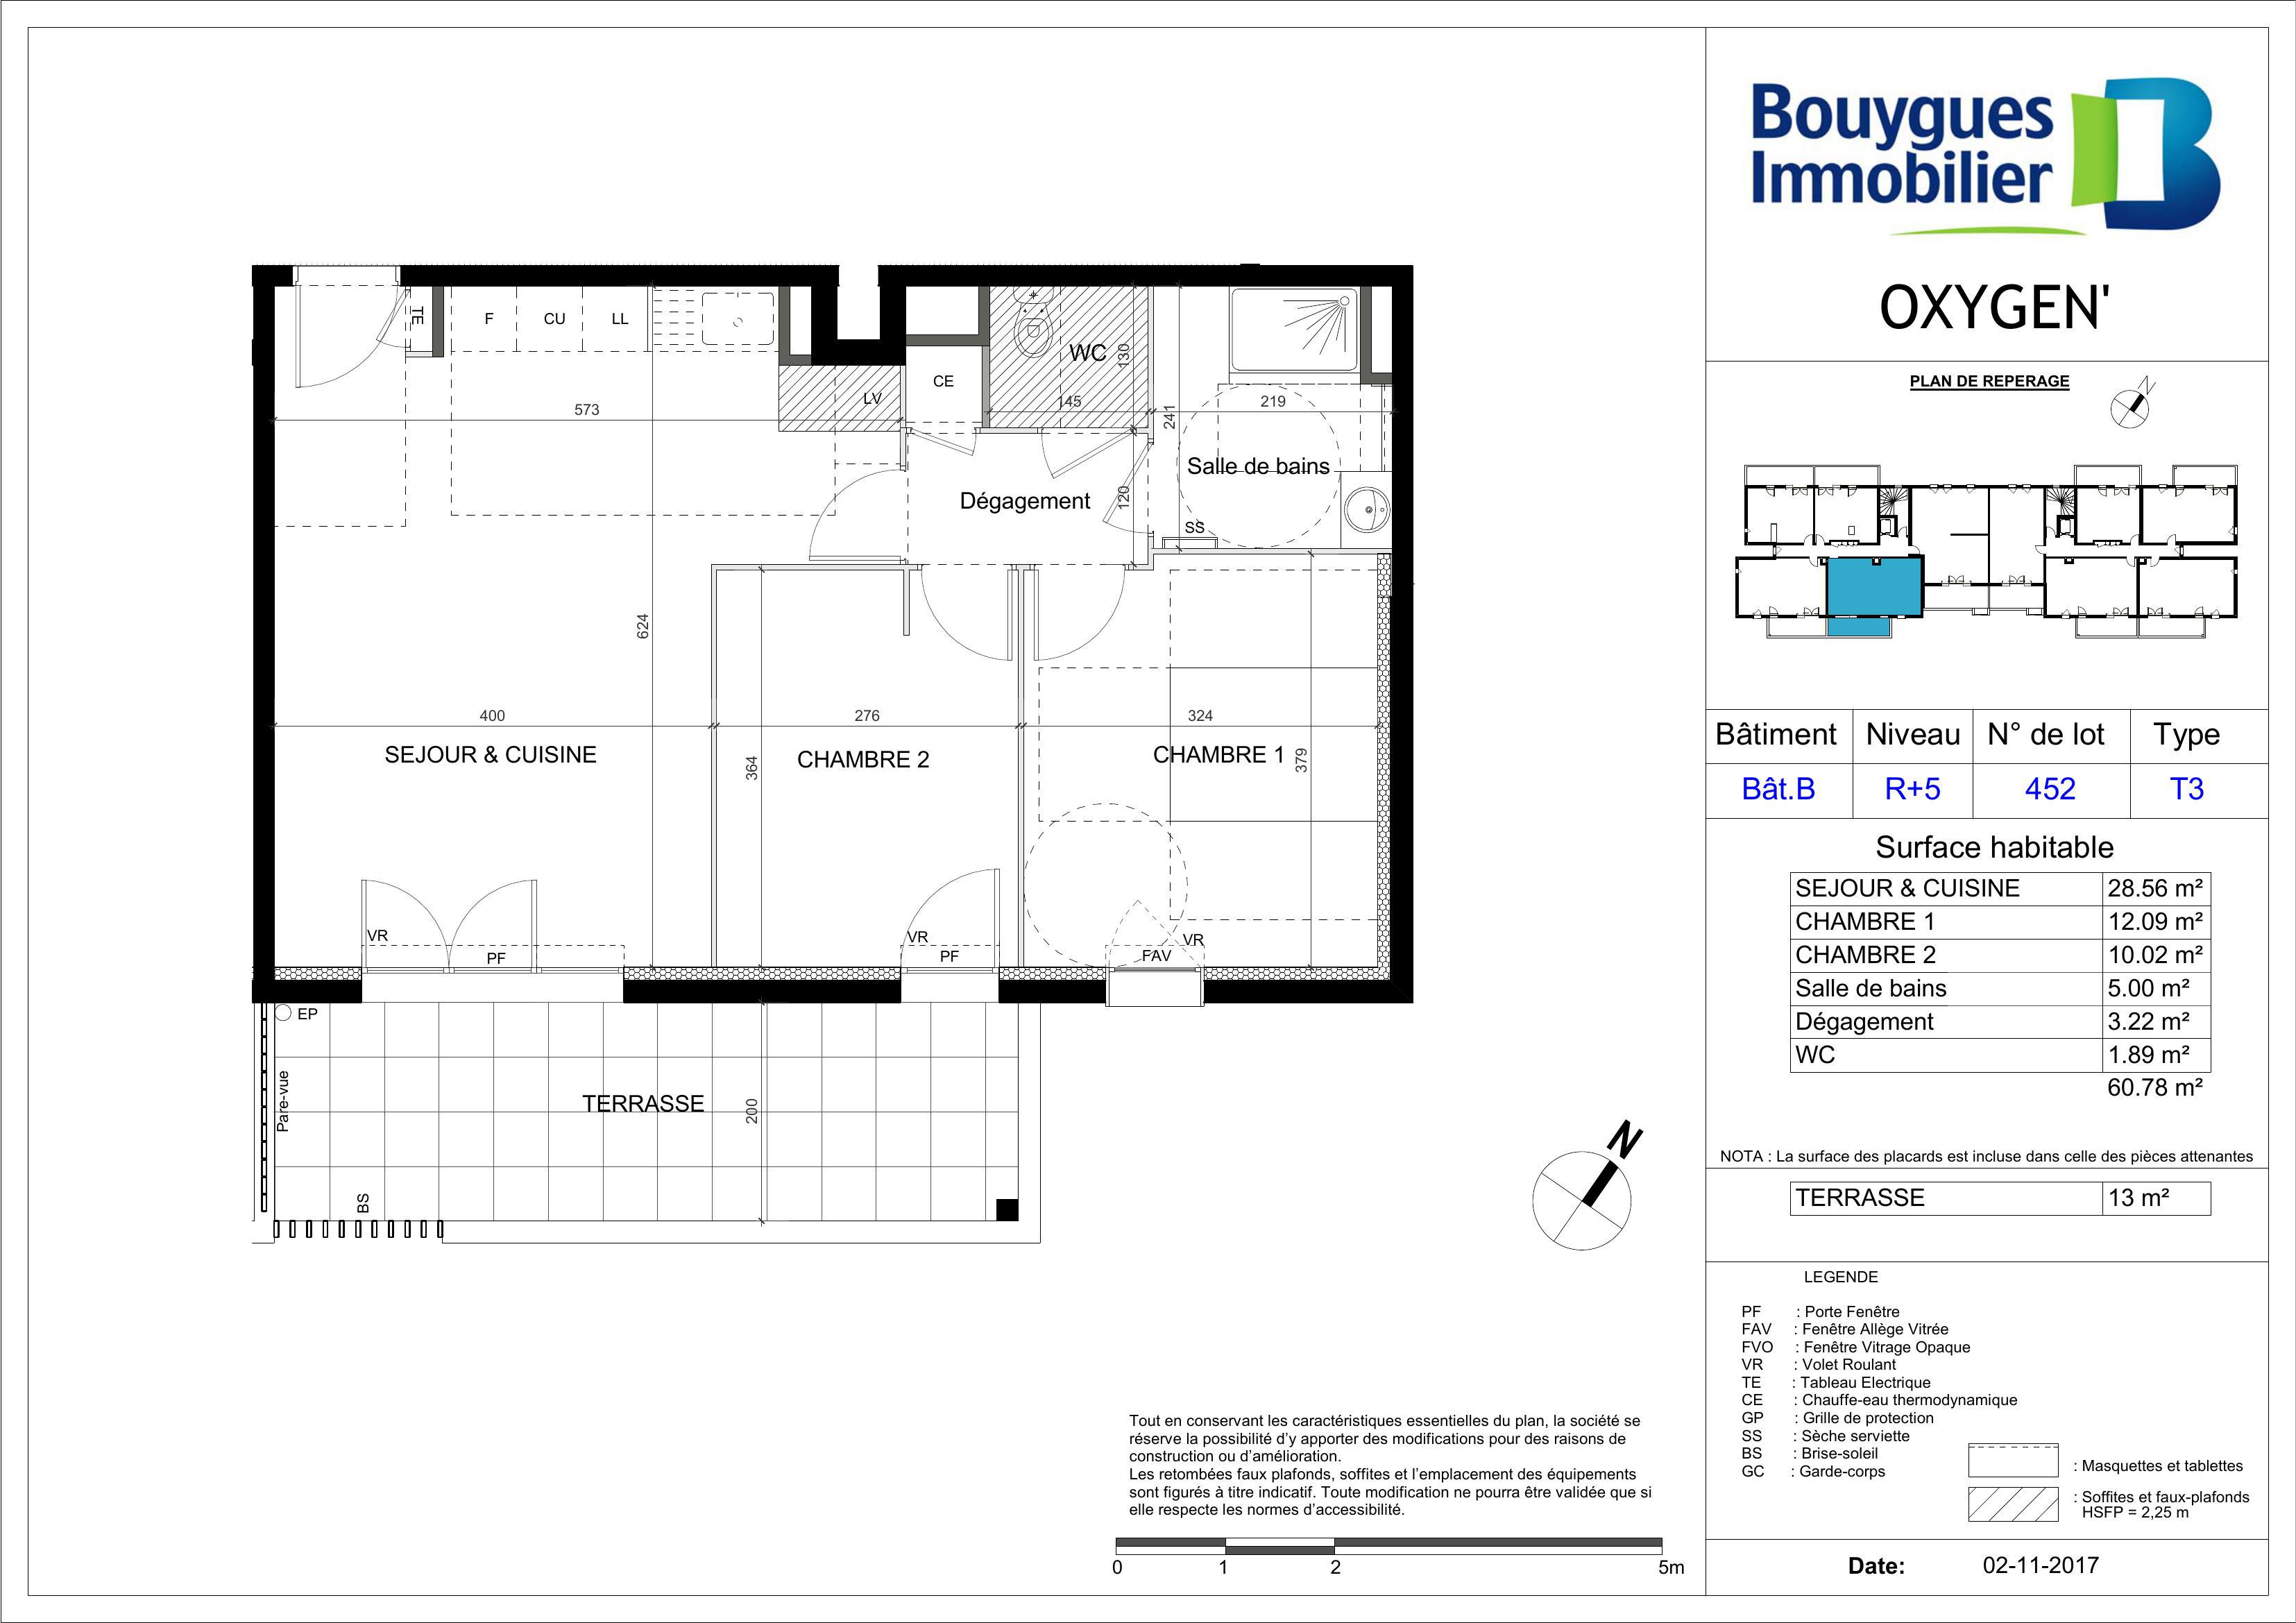 Bouygues
Immobilier
OXYGEN'
PLAN DE REPERAGE
N
Bâtiment Niveau N° de lot Type
Bât.B R+5 452 T3
Surface habitable
SEJOUR & CUISINE 28.56 m²
CHAMBRE 1 12.09 m²
CHAMBRE 2 10.02 m²
Salle de bains 5.00 m²
Dégagement 3.22 m²
WC 1.89 m²
60.78 m²
NOTA : La surface des placards est incluse dans celle des pièces attenantes
TERRASSE 13 m²
LEGENDE
PF : Porte Fenêtre
FAV : Fenêtre Allège Vitrée
FVO : Fenêtre Vitrage Opaque
VR : Volet Roulant
TE : Tableau Electrique
CE : Chauffe-eau thermodynamique
GP : Grille de protection
SS : Sèche serviette
BS : Brise-soleil
GC : Garde-corps
: Masquettes et tablettes
: Soffites et faux-plafonds
HSFP = 2,25 m
Date: 02-11-2017
TE
F CU LL
WC
130
CE
LV
573
145
241
219
Salle de bains
Dégagement
120
SS
624
400
276
324
SEJOUR & CUISINE
CHAMBRE 2
CHAMBRE 1
364
379
VR
PF
VR
PF
VR
FAV
EP
Pare-vue
TERRASSE
200
BS
N
Tout en conservant les caractéristiques essentielles du plan, la société se
réserve la possibilité d’y apporter des modifications pour des raisons de
construction ou d’amélioration.
Les retombées faux plafonds, soffites et l’emplacement des équipements
sont figurés à titre indicatif. Toute modification ne pourra être validée que si
elle respecte les normes d’accessibilité.
0 1 2 5m